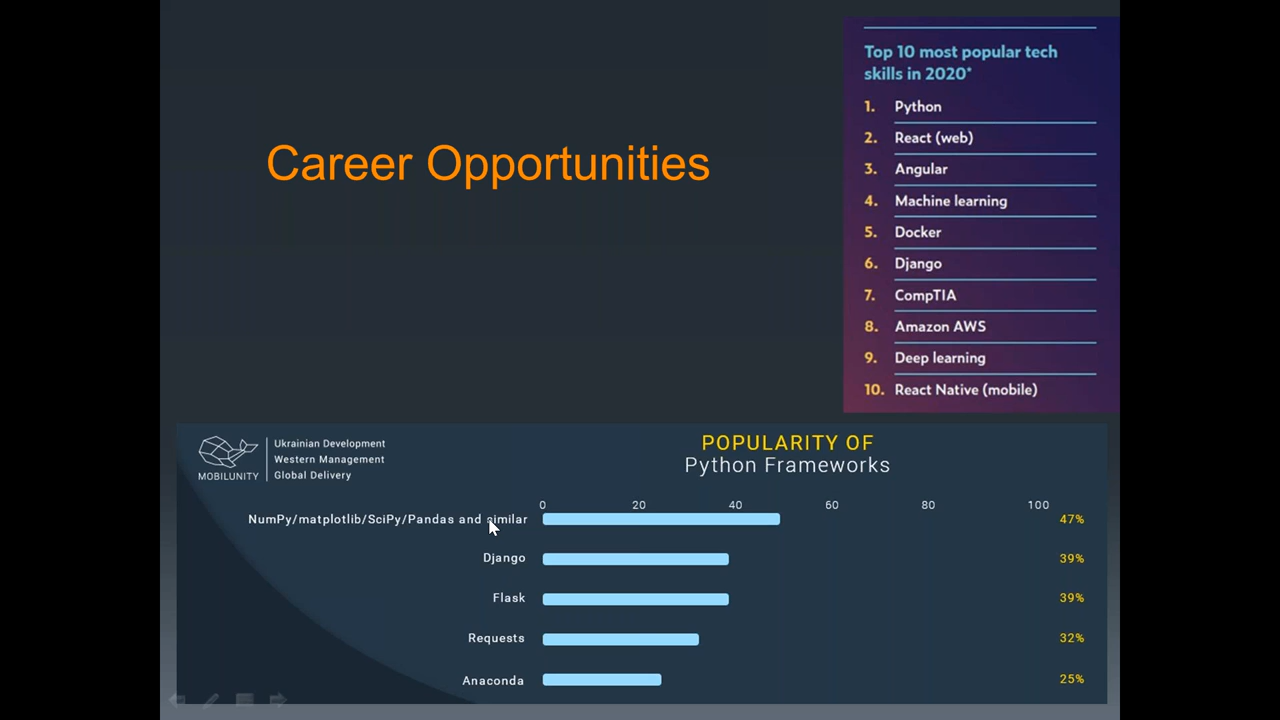 Career Opportunities
Top 10 most popular tech
skills in 2020*
1. Python
2. React (web)
3. Angular
4. Machine learning
5. Docker
6. Django
7. CompTIA
8. Amazon AWS
9. Deep learning
10. React Native (mobile)
MOBILUNITY
Ukrainian Development
Western Management
Global Delivery
POPULARITY OF
Python Frameworks
0 20 40 60 80 100
NumPy/matplotlib/SciPy/Pandas and similar 47%
Django 39%
Flask 39%
Requests 32%
Anaconda 25%